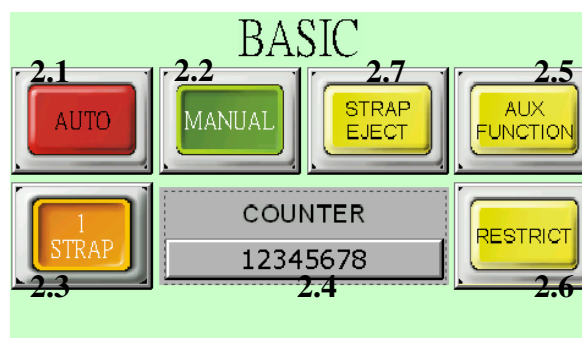 BASIC
2.1
2.2
2.7
2.5
AUTO
MANUAL
STRAP
EJECT
AUX
FUNCTION
1
STRAP
COUNTER
12345678
RESTRICT
2.3
2.4
2.6